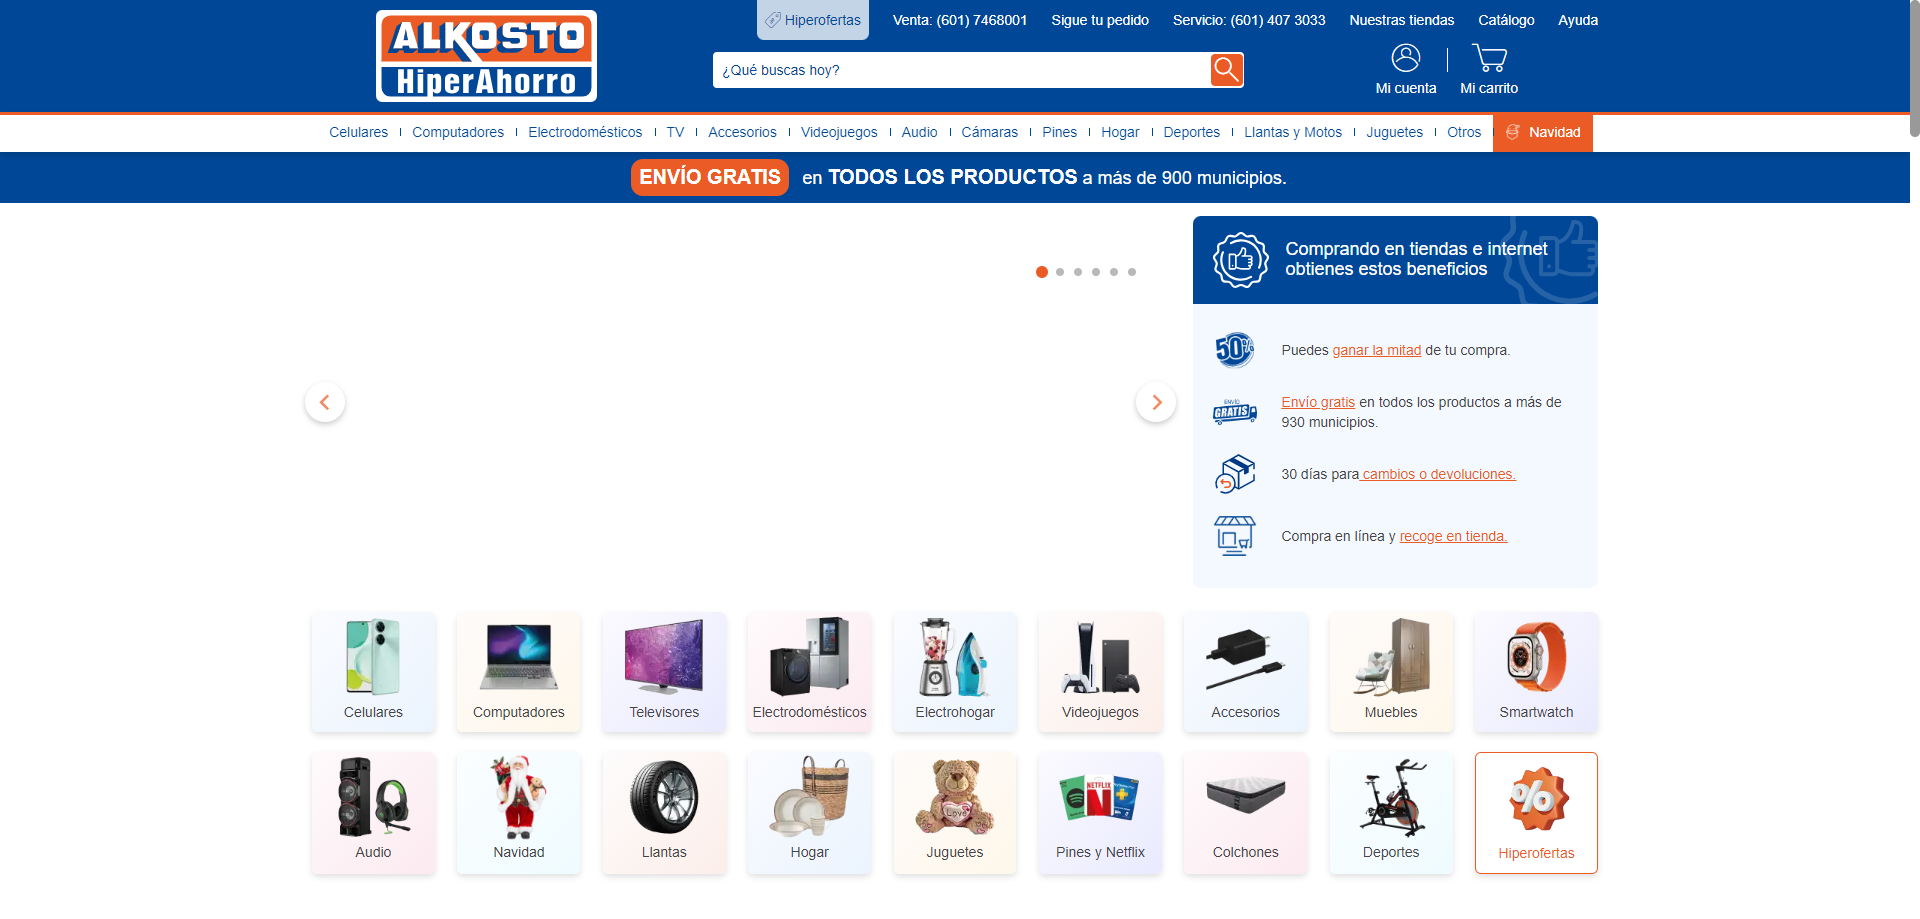 ALKOSTO
HiperAhorro
Hiperofertas
Venta: (601) 7468001
Sigue tu pedido
Servicio: (601) 407 3033
Nuestras tiendas
Catálogo
Ayuda
¿Qué buscas hoy?
Mi cuenta
Mi carrito
Celulares
Computadores
Electrodomésticos
TV
Accesorios
Videojuegos
Audio
Cámaras
Pines
Hogar
Deportes
Llantas y Motos
Juguetes
Otros
Navidad
ENVÍO GRATIS en TODOS LOS PRODUCTOS a más de 900 municipios.
Comprando en tiendas e internet
obtienes estos beneficios
50%
Puedes ganar la mitad de tu compra.
ENVÍO
GRATIS
Envío gratis en todos los productos a más de
930 municipios.
30 días para cambios o devoluciones.
Compra en línea y recoge en tienda.
Celulares
Computadores
Televisores
Electrodomésticos
Electrohogar
Videojuegos
Accesorios
Muebles
Smartwatch
NETFLIX
Love
%
Audio
Navidad
Llantas
Hogar
Juguetes
Pines y Netflix
Colchones
Deportes
Hiperofertas